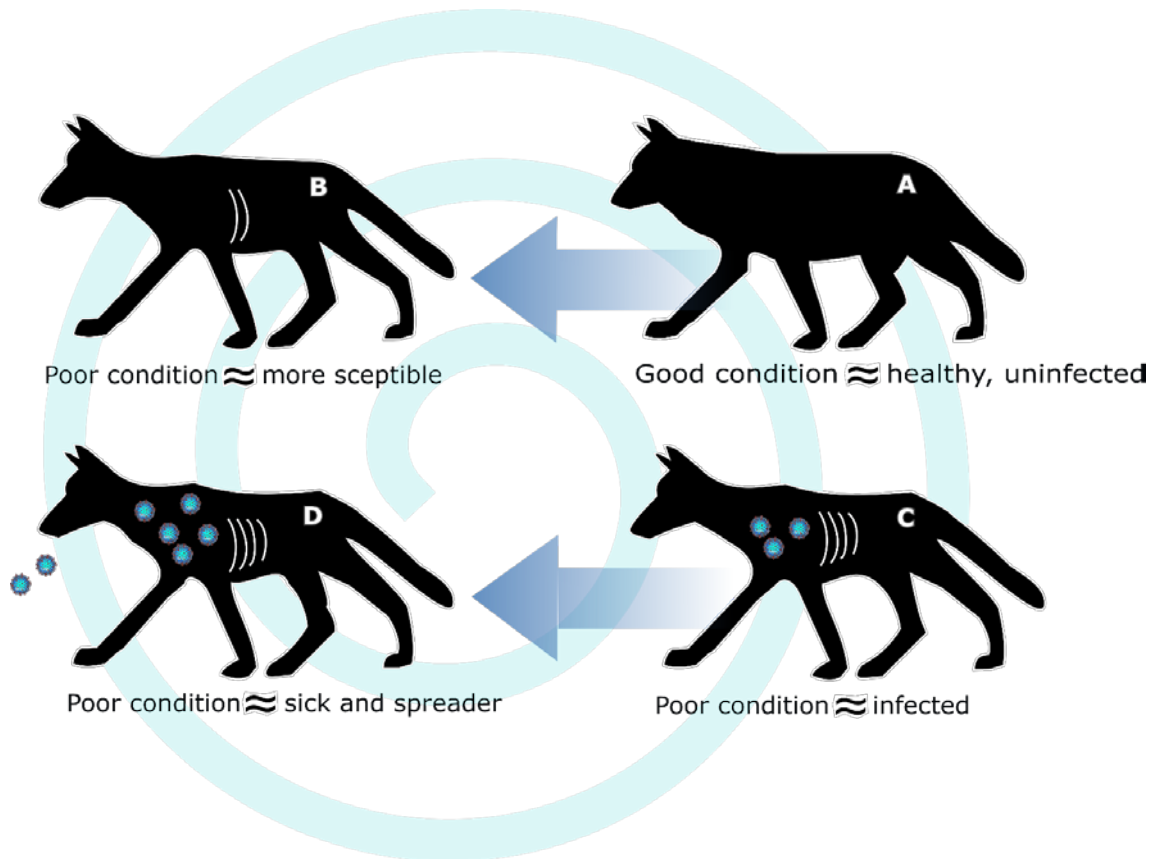 B
A
Poor condition ≈ more sceptible
Good condition ≈ healthy, uninfected
D
C
Poor condition ≈ sick and spreader
Poor condition ≈ infected